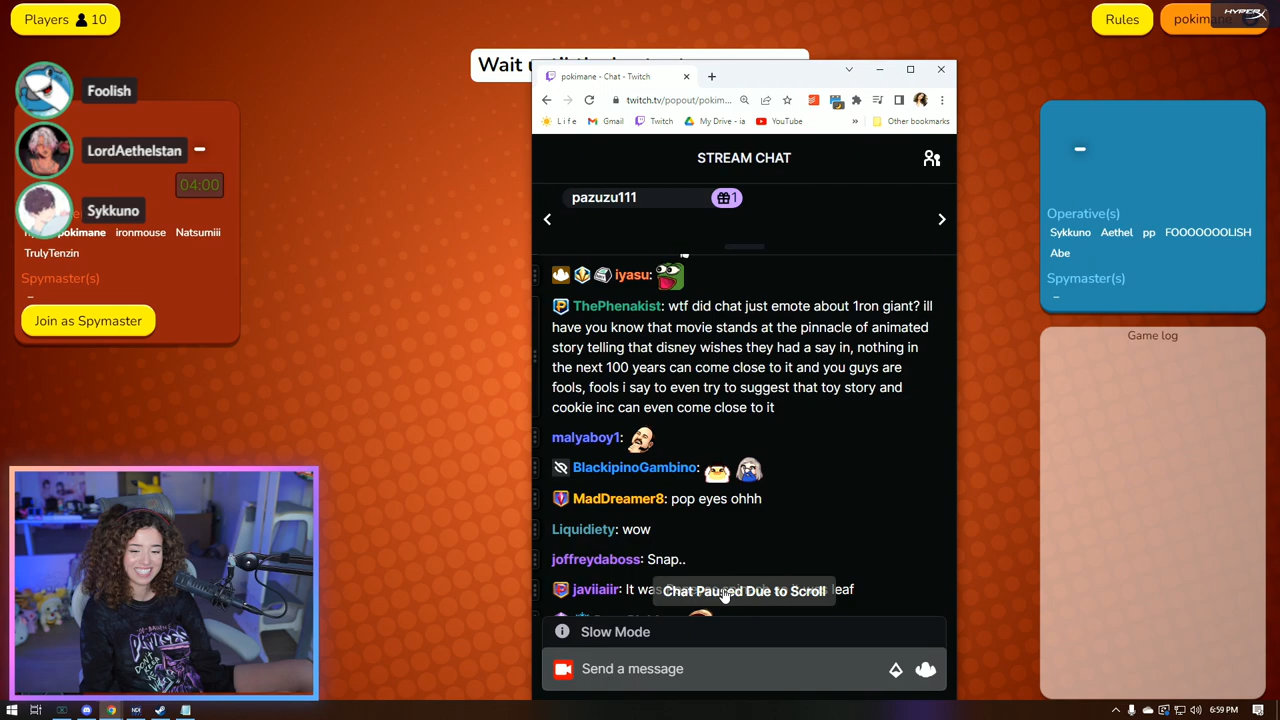 Players 10
Rules
pokimane
HYPERX
Foolish
LordAethelstan
04:00
Sykkuno
pokimane ironmouse Natsumiii
TrulyTenzin
Spymaster(s)
Join as Spymaster
pokimane - Chat - Twitch
twitch.tv/popout/pokim...
L i f e Gmail Twitch My Drive - ia YouTube » Other bookmarks
STREAM CHAT
pazuzu111 1
iyasu:
ThePhenakist: wtf did chat just emote about 1ron giant? ill
have you know that movie stands at the pinnacle of animated
story telling that disney wishes they had a say in, nothing in
the next 100 years can come close to it and you guys are
fools, fools i say to even try to suggest that toy story and
cookie inc can even come close to it
malyaboy1:
BlackipinoGambino:
MadDreamer8: pop eyes ohhh
Liquidiety: wow
joffreydaboss: Snap..
javiiaiir: It was leaf
Chat Paused Due to Scroll
Slow Mode
Send a message
Operative(s)
Sykkuno Aethel pp FOOOOOOOLISH
Abe
Spymaster(s)
Game log
6:59 PM